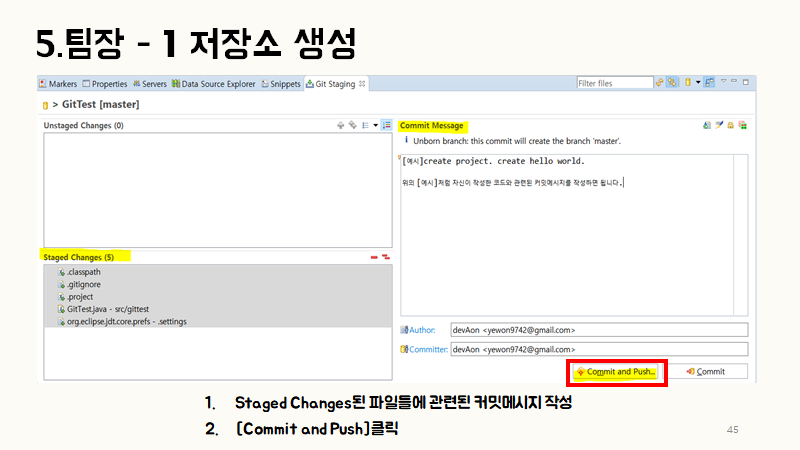 5.팀장 - 1 저장소 생성
Markers Properties Servers Data Source Explorer Snippets Git Staging
Filter files
> GitTest [master]
Unstaged Changes (0)
Commit Message
Unborn branch: this commit will create the branch 'master'.
[예시]create project. create hello world.
위의 [예시]처럼 자신이 작성한 코드와 관련된 커밋메시지를 작성하면 됩니다.
Staged Changes (5)
.classpath
.gitignore
.project
GitTest.java - src/gittest
org.eclipse.jdt.core.prefs - .settings
Author: devAon <yewon9742@gmail.com>
Committer: devAon <yewon9742@gmail.com>
Commit and Push... Commit
1. Staged Changes된 파일들에 관련된 커밋메시지 작성
2. [Commit and Push]클릭
45